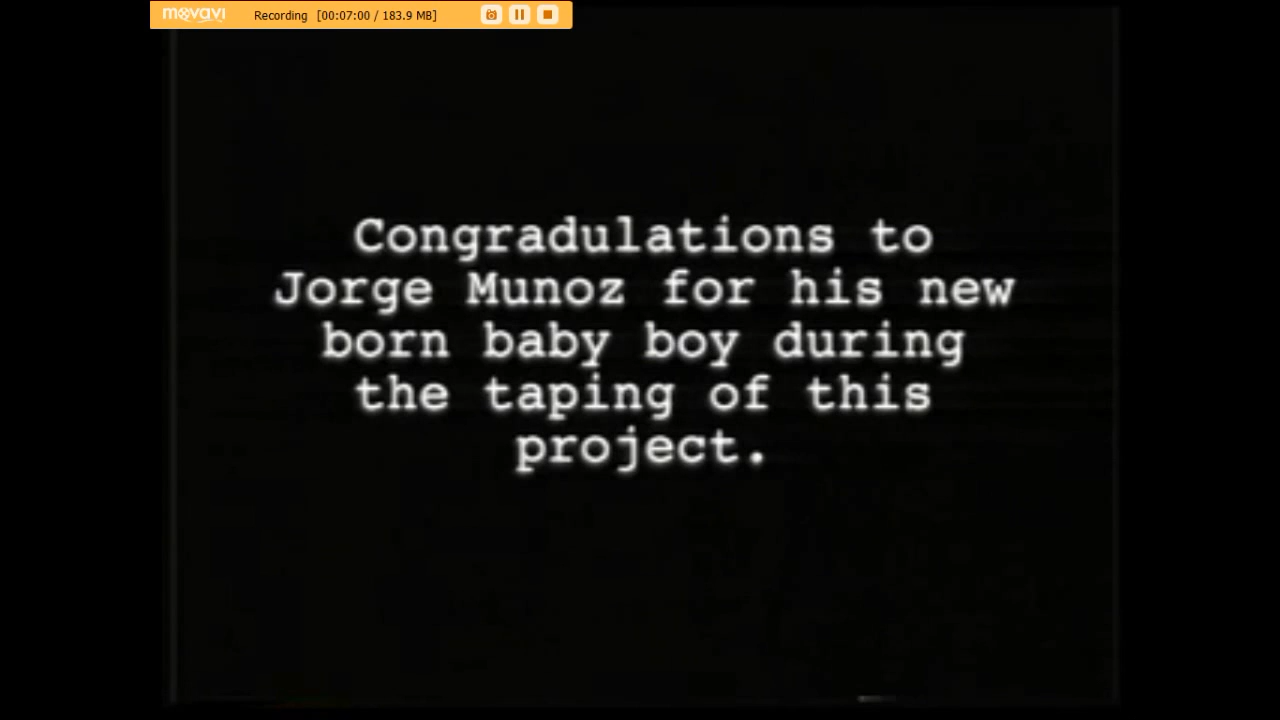 movavi Recording [00:07:00 / 183.9 MB]
Congradulations to
Jorge Munoz for his new
born baby boy during
the taping of this
project.